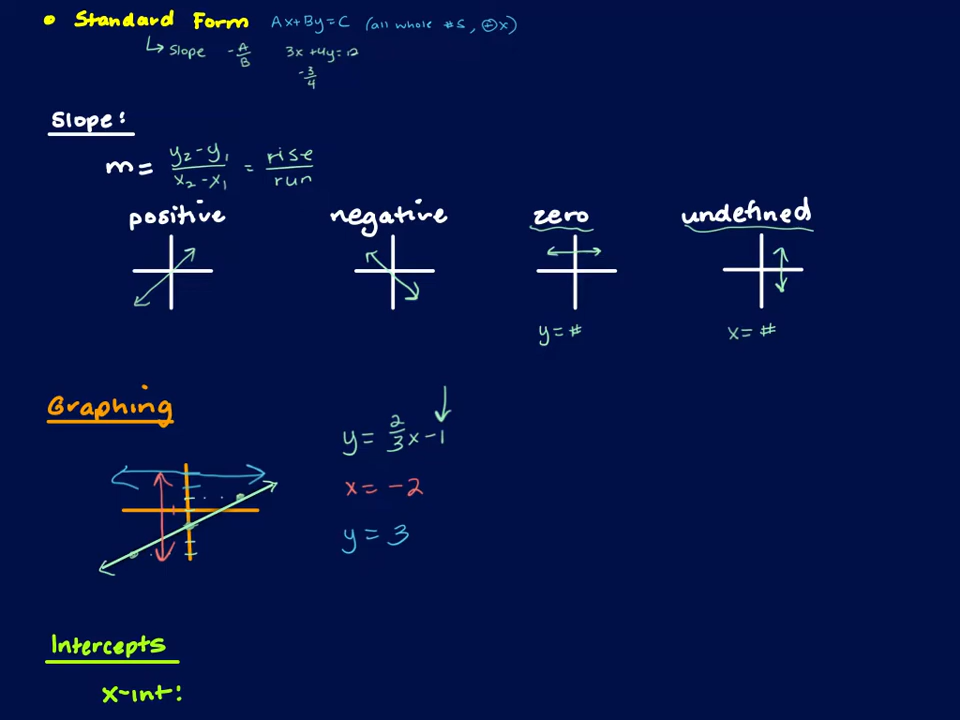 • Standard Form Ax+By=C (all whole #s, ⊕x)
↳ Slope -A/B 3x+4y=12
-3/4
Slope:
m= y₂-y₁/x₂-x₁ = rise/run
positive negative zero undefined
y=# x=#
Graphing
y= 2/3x-1
x= -2
y= 3
Intercepts
x-int: